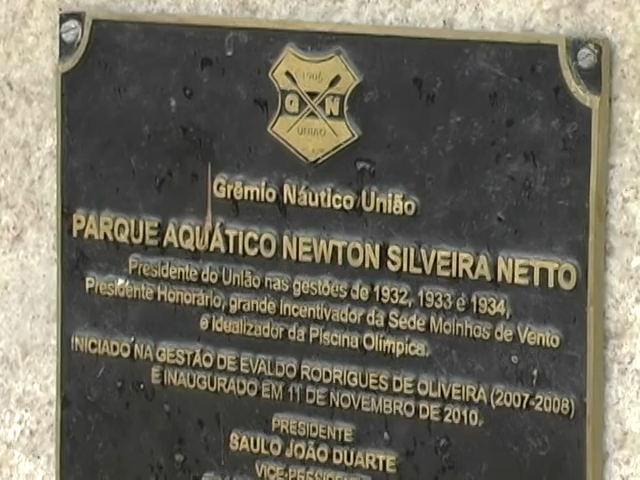 1906
G N
UNIÃO
Grêmio Náutico União
PARQUE AQUÁTICO NEWTON SILVEIRA NETTO
Presidente do União nas gestões de 1932, 1933 e 1934,
Presidente Honorário, grande incentivador da Sede Moinhos de Vento
e idealizador da Piscina Olímpica.
INICIADO NA GESTÃO DE EVALDO RODRIGUES DE OLIVEIRA (2007-2008)
E INAUGURADO EM 11 DE NOVEMBRO DE 2010.
PRESIDENTE
SAULO JOÃO DUARTE
VICE-PRESIDENTE